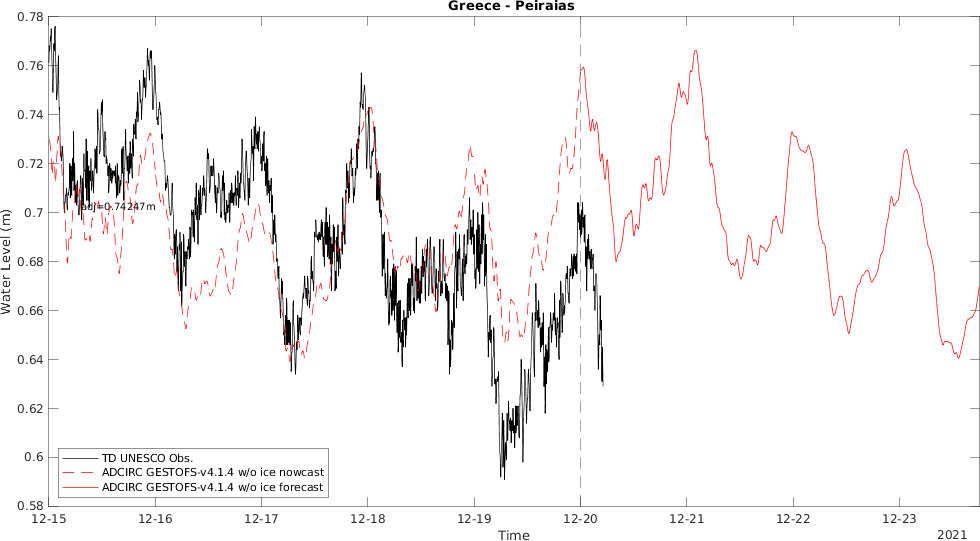 Greece - Peiraias
0.78
0.76
0.74
0.72
0.7
0.68
0.66
0.64
0.62
0.6
0.58
Water Level (m)
adj=0.74247m
TD UNESCO Obs.
ADCIRC GESTOFS-v4.1.4 w/o ice nowcast
ADCIRC GESTOFS-v4.1.4 w/o ice forecast
12-15 12-16 12-17 12-18 12-19 12-20 12-21 12-22 12-23
Time
2021